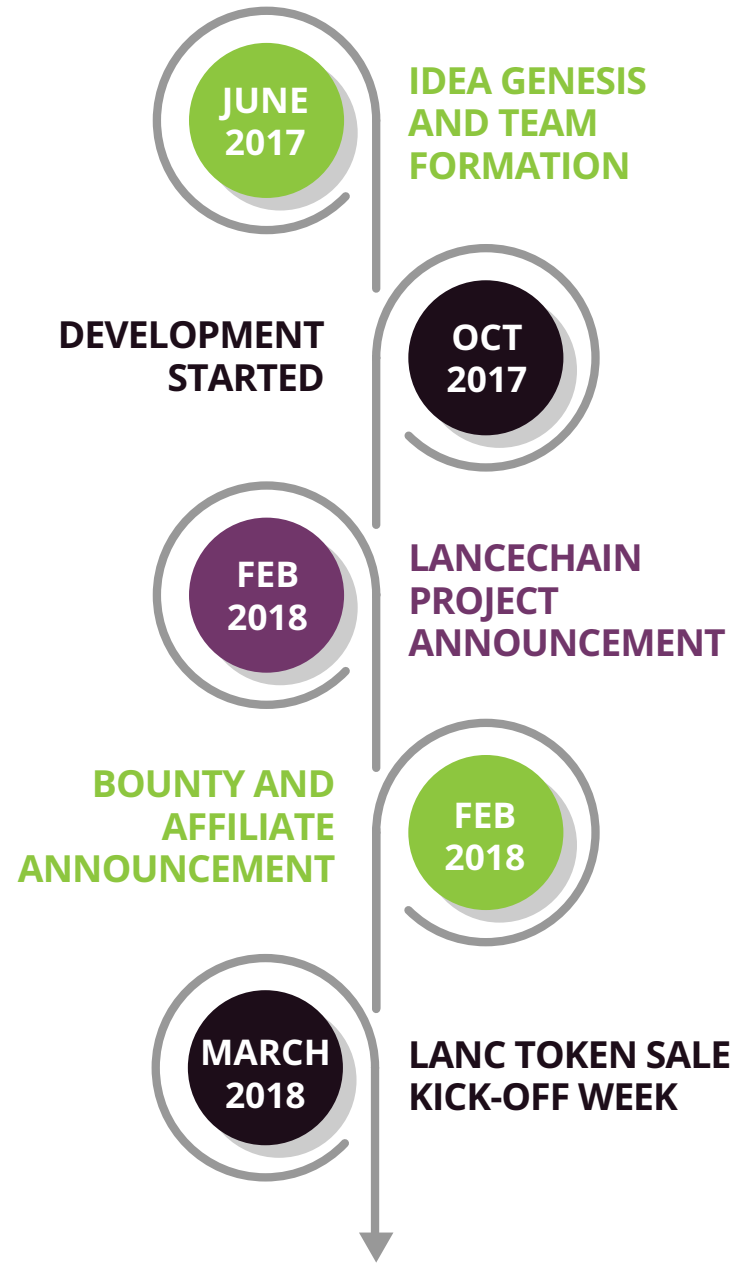 JUNE
2017
IDEA GENESIS
AND TEAM
FORMATION
DEVELOPMENT
STARTED
OCT
2017
FEB
2018
LANCECHAIN
PROJECT
ANNOUNCEMENT
BOUNTY AND
AFFILIATE
ANNOUNCEMENT
FEB
2018
MARCH
2018
LANC TOKEN SALE
KICK-OFF WEEK